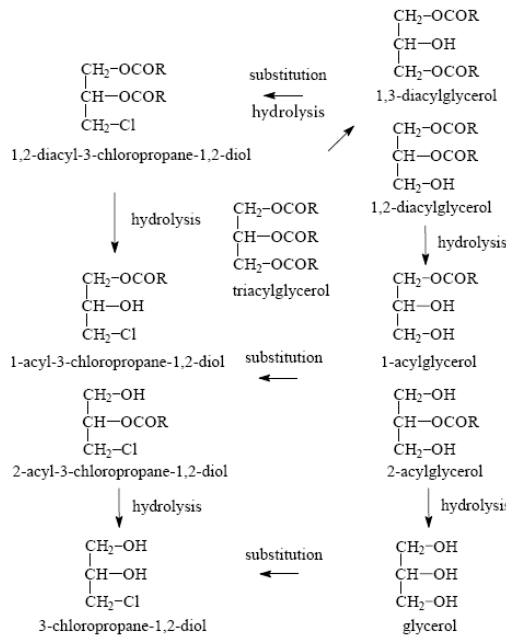 CH2-OCOR
CH-OH
CH2-OCOR
1,3-diacylglycerol
substitution
hydrolysis
CH2-OCOR
CH-OCOR
CH2-Cl
1,2-diacyl-3-chloropropane-1,2-diol
CH2-OCOR
CH-OCOR
CH2-OH
1,2-diacylglycerol
hydrolysis
CH2-OCOR
CH-OCOR
CH2-OCOR
triacylglycerol
hydrolysis
CH2-OCOR
CH-OH
CH2-Cl
1-acyl-3-chloropropane-1,2-diol
CH2-OCOR
CH-OH
CH2-OH
1-acylglycerol
substitution
CH2-OH
CH-OCOR
CH2-Cl
2-acyl-3-chloropropane-1,2-diol
CH2-OH
CH-OCOR
CH2-OH
2-acylglycerol
hydrolysis
hydrolysis
CH2-OH
CH-OH
CH2-Cl
3-chloropropane-1,2-diol
substitution
CH2-OH
CH-OH
CH2-OH
glycerol